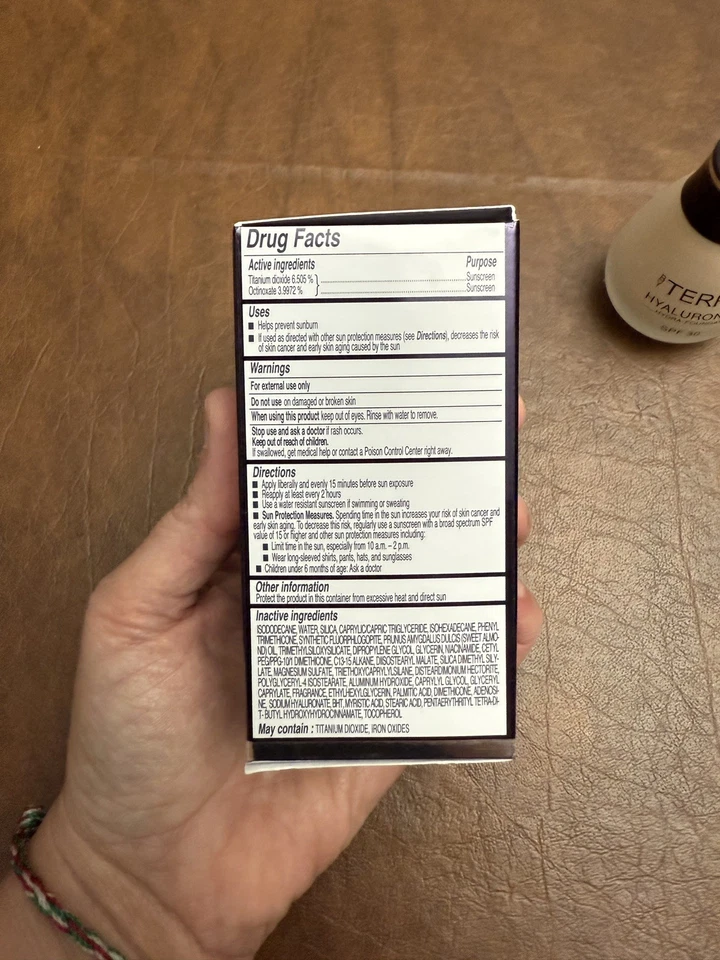 Drug Facts
Active ingredients Purpose
Titanium dioxide 6.505 % Sunscreen
Octinoxate 3.9972 % Sunscreen
Uses
■ Helps prevent sunburn
■ If used as directed with other sun protection measures (see Directions), decreases the risk
of skin cancer and early skin aging caused by the sun
Warnings
For external use only
Do not use on damaged or broken skin
When using this product keep out of eyes. Rinse with water to remove.
Stop use and ask a doctor if rash occurs.
Keep out of reach of children.
If swallowed, get medical help or contact a Poison Control Center right away.
Directions
■ Apply liberally and evenly 15 minutes before sun exposure
■ Reapply at least every 2 hours
■ Use a water resistant sunscreen if swimming or sweating
■ Sun Protection Measures. Spending time in the sun increases your risk of skin cancer and
early skin aging. To decrease this risk, regularly use a sunscreen with a broad spectrum SPF
value of 15 or higher and other sun protection measures including:
■ Limit time in the sun, especially from 10 a.m. – 2 p.m.
■ Wear long-sleeved shirts, pants, hats, and sunglasses
■ Children under 6 months of age: Ask a doctor
Other information
Protect the product in this container from excessive heat and direct sun
Inactive ingredients
ISODODECANE, WATER, SILICA, CAPRYLIC/CAPRIC TRIGLYCERIDE, ISOHEXADECANE, PHENYL
TRIMETHICONE, SYNTHETIC FLUORPHLOGOPITE, PRUNUS AMYGDALUS DULCIS (SWEET ALMO-
ND) OIL, TRIMETHYLSILOXYSILICATE, DIPROPYLENE GLYCOL, GLYCERIN, NIACINAMIDE, CETYL
PEG/PPG-10/1 DIMETHICONE, C13-15 ALKANE, DIISOSTEARYL MALATE, SILICA DIMETHYL SILY-
LATE, MAGNESIUM SULFATE, TRIETHOXYCAPRYLYLSILANE, DISTEARDIMONIUM HECTORITE,
POLYGLYCERYL-4 ISOSTEARATE, ALUMINUM HYDROXIDE, CAPRYLYL GLYCOL, GLYCERYL
CAPRYLATE, FRAGRANCE, ETHYLHEXYLGLYCERIN, PALMITIC ACID, DIMETHICONE, ADENOSI-
NE, SODIUM HYALURONATE, BHT, MYRISTIC ACID, STEARIC ACID, PENTAERYTHRITYL TETRA-DI-
T- BUTYL HYDROXYHYDROCINNAMATE, TOCOPHEROL
May contain : TITANIUM DIOXIDE, IRON OXIDES
TERR
HYALURON
SPF 30